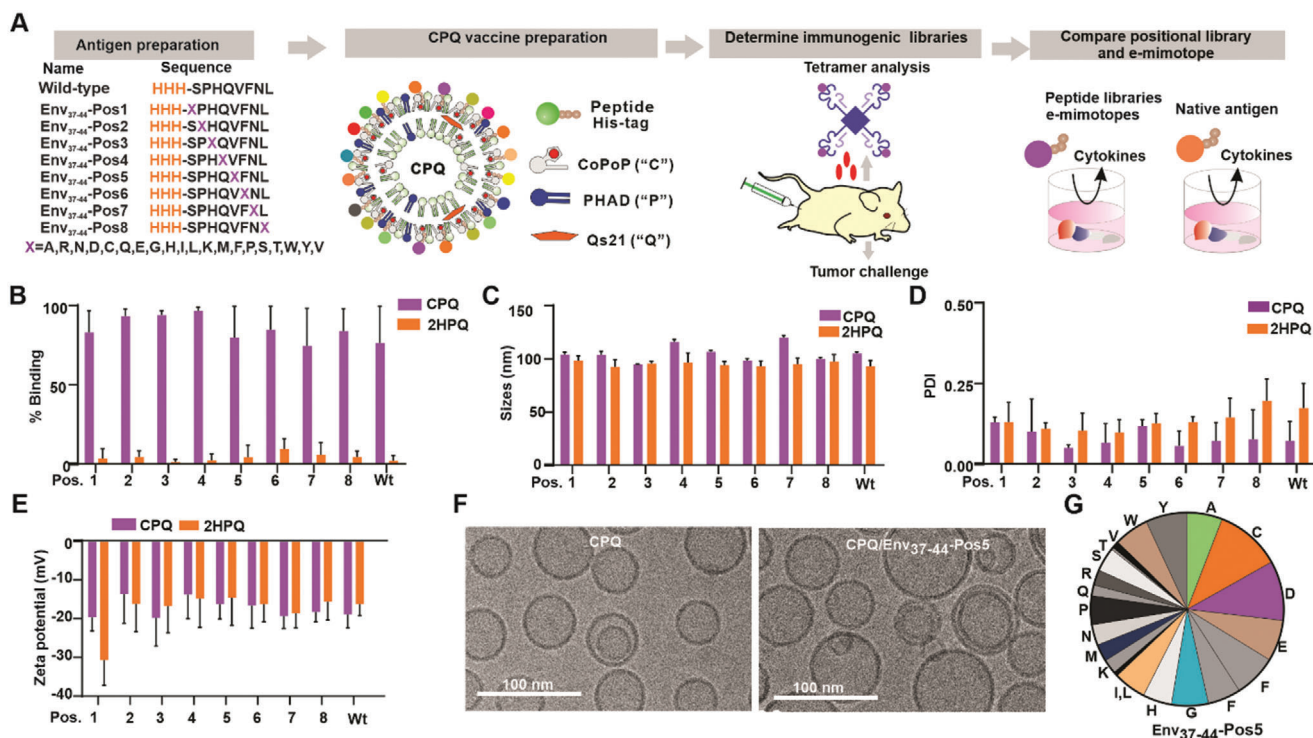 A
Antigen preparation
CPQ vaccine preparation
Determine immunogenic libraries
Compare positional library
and e-mimotope
Name Sequence
Wild-type HHH-SPHQVFNL
Env37-44-Pos1 HHH-XPHQVFNL
Env37-44-Pos2 HHH-SXHQVFNL
Env37-44-Pos3 HHH-SPXQVFNL
Env37-44-Pos4 HHH-SPHXVFNL
Env37-44-Pos5 HHH-SPHQXFNL
Env37-44-Pos6 HHH-SPHQVXNL
Env37-44-Pos7 HHH-SPHQVFXL
Env37-44-Pos8 HHH-SPHQVFNX
X=A,R,N,D,C,Q,E,G,H,I,L,K,M,F,P,S,T,W,Y,V
CPQ
Peptide
His-tag
CoPoP ("C")
PHAD ("P")
Qs21 ("Q")
Tetramer analysis
Tumor challenge
Peptide libraries
e-mimotopes
Cytokines
Native antigen
Cytokines
B
% Binding
100
50
0
CPQ
2HPQ
Pos. 1 2 3 4 5 6 7 8 Wt
C
Sizes (nm)
150
100
50
0
CPQ
2HPQ
Pos. 1 2 3 4 5 6 7 8 Wt
D
PDI
0.50
0.25
0.00
CPQ
2HPQ
Pos. 1 2 3 4 5 6 7 8 Wt
E
Zeta potential (mV)
CPQ 2HPQ
0
-10
-20
-30
-40
Pos. 1 2 3 4 5 6 7 8 Wt
F
CPQ
100 nm
CPQ/Env37-44-Pos5
100 nm
G
A
C
D
E
F
F
G
H
I,L
K
M
N
P
Q
R
S
T
V
W
Y
Env37-44-Pos5